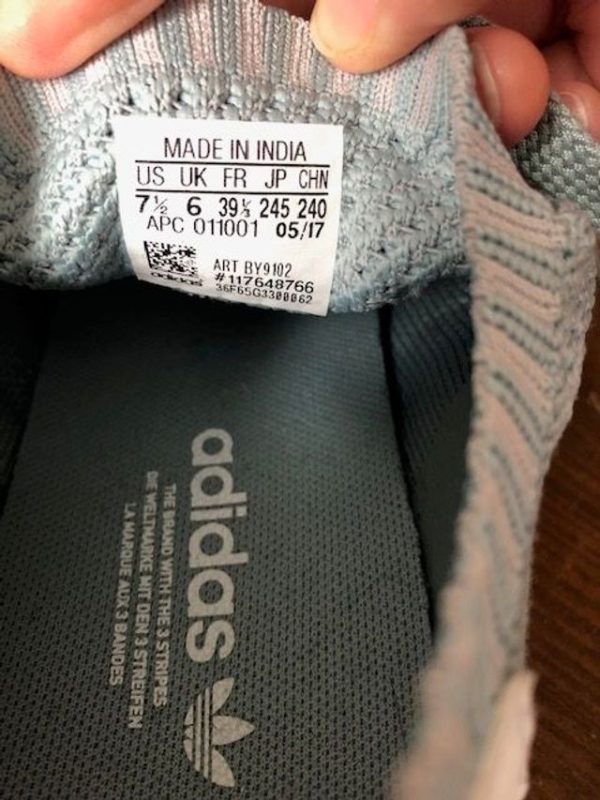 MADE IN INDIA
US UK FR JP CHN
7½ 6 39⅓ 245 240
APC 011001 05/17
adidas
ART BY9102
#117648766
36F65G3300062
adidas
THE BRAND WITH THE 3 STRIPES
DIE WELTMARKE MIT DEN 3 STREIFEN
LA MARQUE AUX 3 BANDES